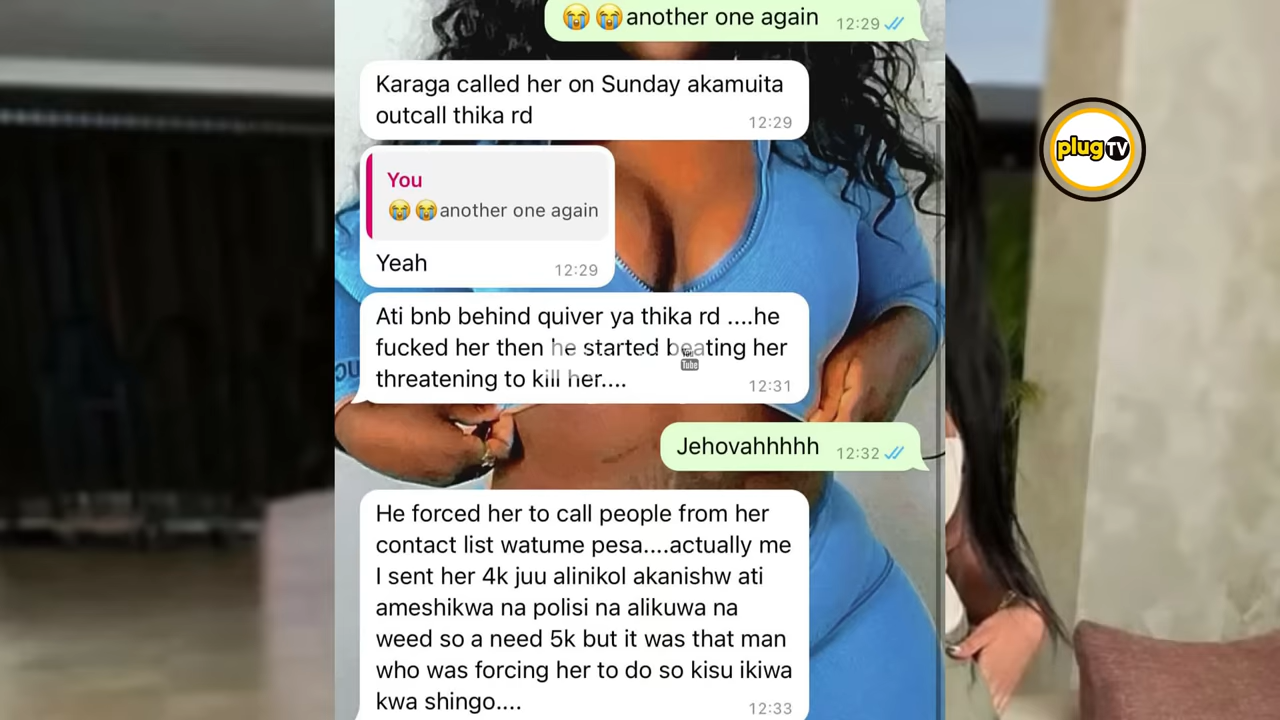 😭😭another one again 12:29
plugTV
Karaga called her on Sunday akamuita
outcall thika rd 12:29
You
😭😭another one again
Yeah 12:29
Ati bnb behind quiver ya thika rd ....he
fucked her then he started beating her
threatening to kill her.... 12:31
You
Tube
Jehovahhhhh 12:32
He forced her to call people from her
contact list watume pesa....actually me
I sent her 4k juu alinikol akanishw ati
ameshikwa na polisi na alikuwa na
weed so a need 5k but it was that man
who was forcing her to do so kisu ikiwa
kwa shingo.... 12:33